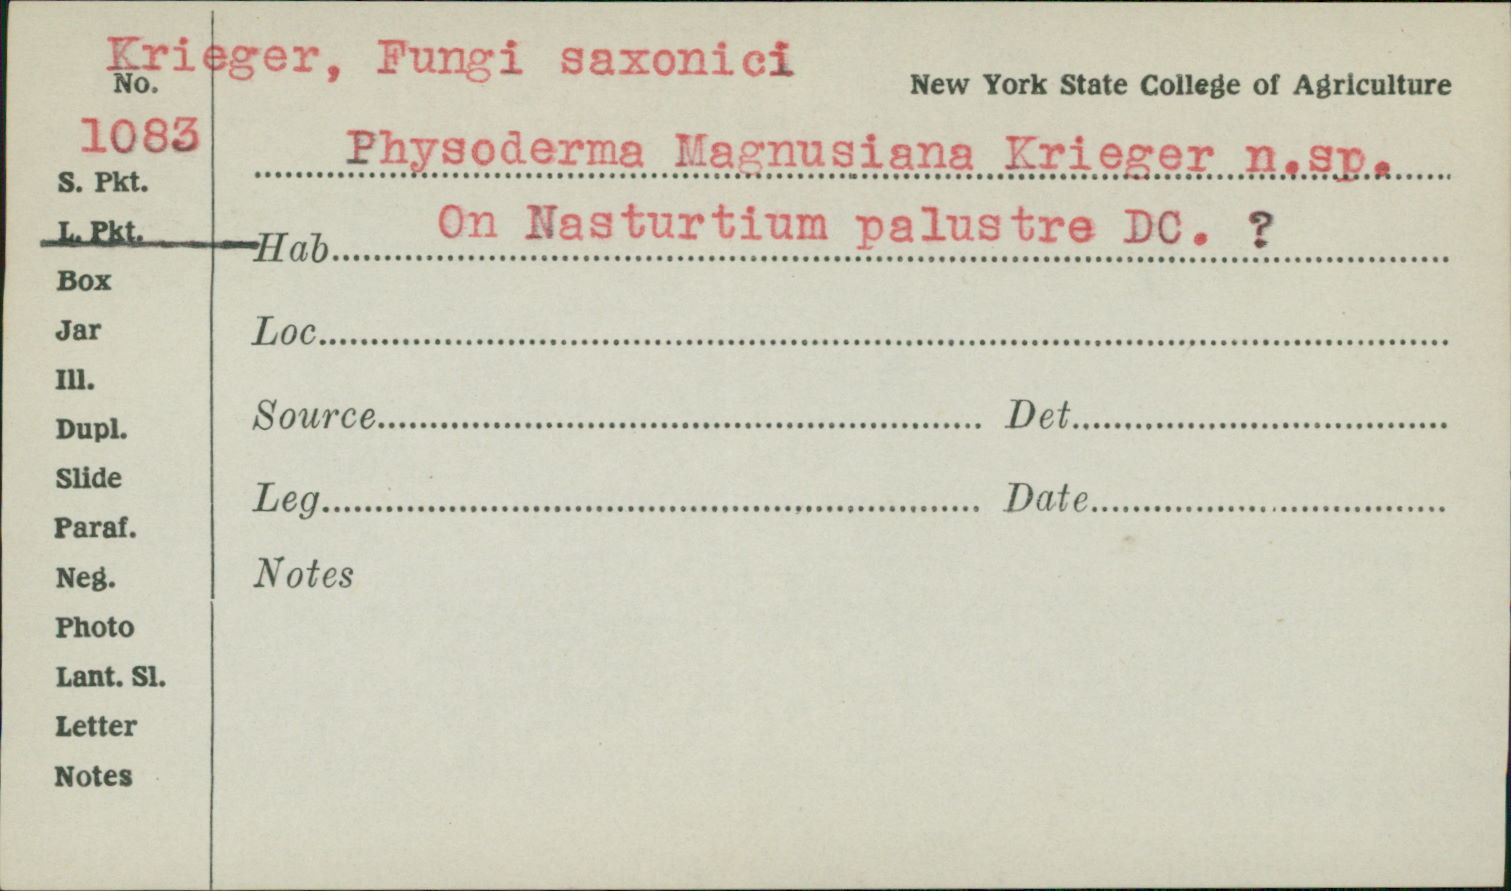 Krieger, Fungi saxonici
No.
New York State College of Agriculture
1083
Physoderma Magnusiana Krieger n.sp.
S. Pkt.
L. Pkt.
Hab. On Nasturtium palustre DC. ?
Box
Jar
Loc.
Ill.
Dupl.
Source Det.
Slide
Leg. Date
Paraf.
Neg.
Notes
Photo
Lant. Sl.
Letter
Notes